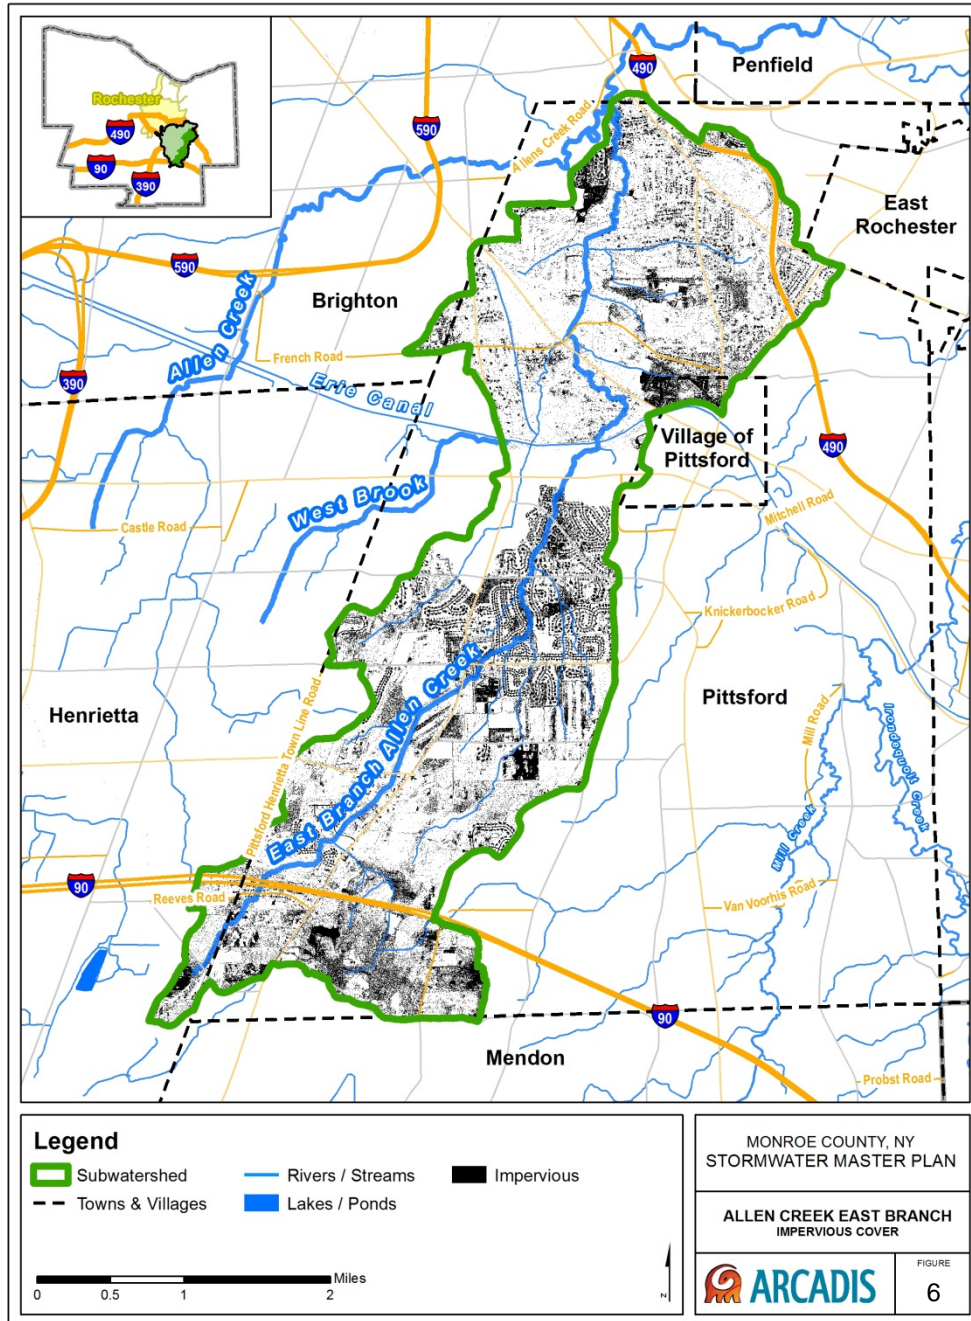 Rochester
490
90
390
490
Penfield
590
Allens Creek Road
East
Rochester
590
Allen Creek
Brighton
French Road
390
Erie Canal
Village of
Pittsford
490
West Brook
Castle Road
Mitchell Road
Knickerbocker Road
Henrietta
Pittsford Henrietta Town Line Road
East Branch Allen Creek
Pittsford
Mill Road
Irondequoit Creek
Mill Creek
90
Reeves Road
Van Voorhis Road
90
Mendon
Probst Road
Legend
Subwatershed
Rivers / Streams
Impervious
Towns & Villages
Lakes / Ponds
Miles
0 0.5 1 2
N
MONROE COUNTY, NY
STORMWATER MASTER PLAN
ALLEN CREEK EAST BRANCH
IMPERVIOUS COVER
ARCADIS
FIGURE
6